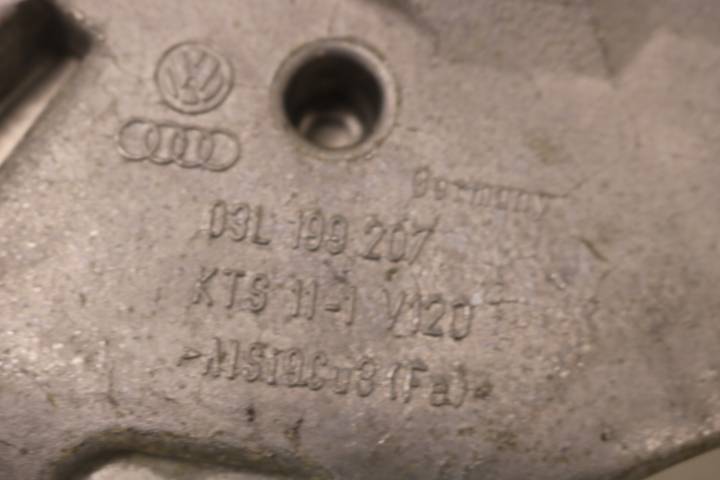 Germany
03L 199 207
KTS 11-1 V120
>AlSi9Cu3(Fe)<